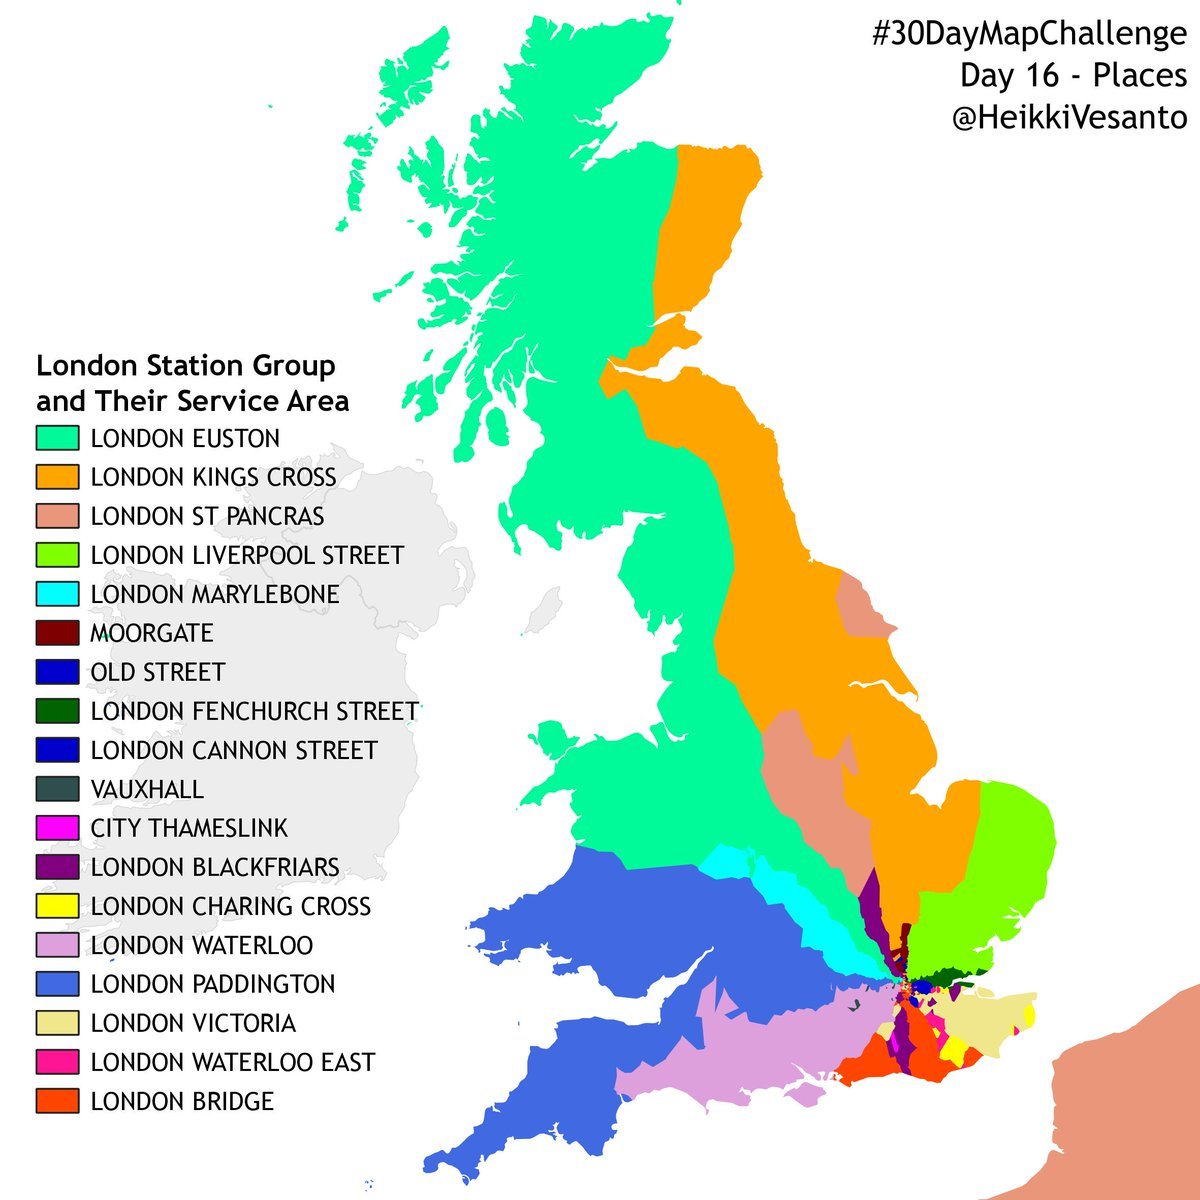 #30DayMapChallenge
Day 16 - Places
@HeikkiVesanto
London Station Group
and Their Service Area
LONDON EUSTON
LONDON KINGS CROSS
LONDON ST PANCRAS
LONDON LIVERPOOL STREET
LONDON MARYLEBONE
MOORGATE
OLD STREET
LONDON FENCHURCH STREET
LONDON CANNON STREET
VAUXHALL
CITY THAMESLINK
LONDON BLACKFRIARS
LONDON CHARING CROSS
LONDON WATERLOO
LONDON PADDINGTON
LONDON VICTORIA
LONDON WATERLOO EAST
LONDON BRIDGE